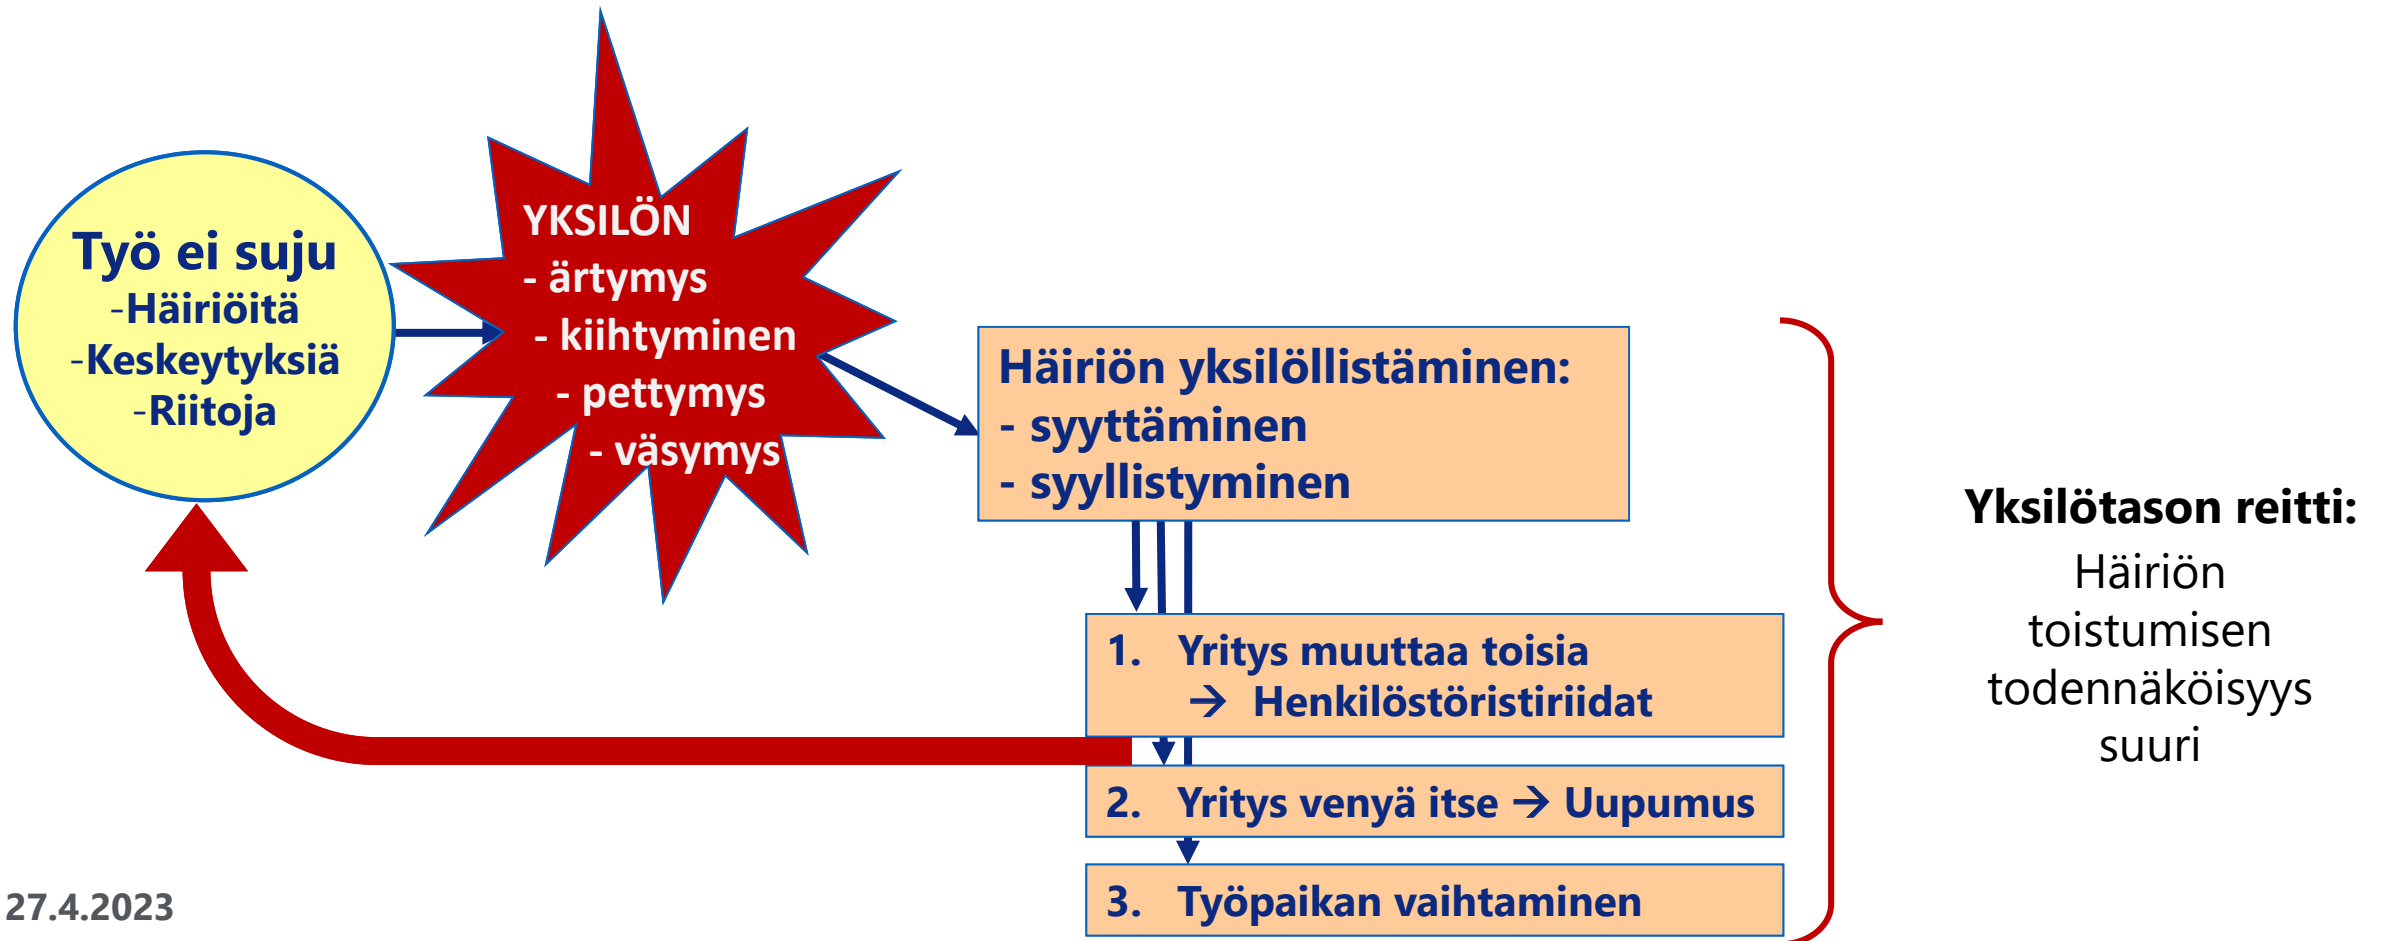 Työ ei suju
-Häiriöitä
-Keskeytyksiä
-Riitoja
YKSILÖN
- ärtymys
- kiihtyminen
- pettymys
- väsymys
Häiriön yksilöllistäminen:
- syyttäminen
- syyllistyminen
1. Yritys muuttaa toisia
→ Henkilöstöristiriidat
2. Yritys venyä itse → Uupumus
3. Työpaikan vaihtaminen
Yksilötason reitti:
Häiriön
toistumisen
todennäköisyys
suuri
27.4.2023